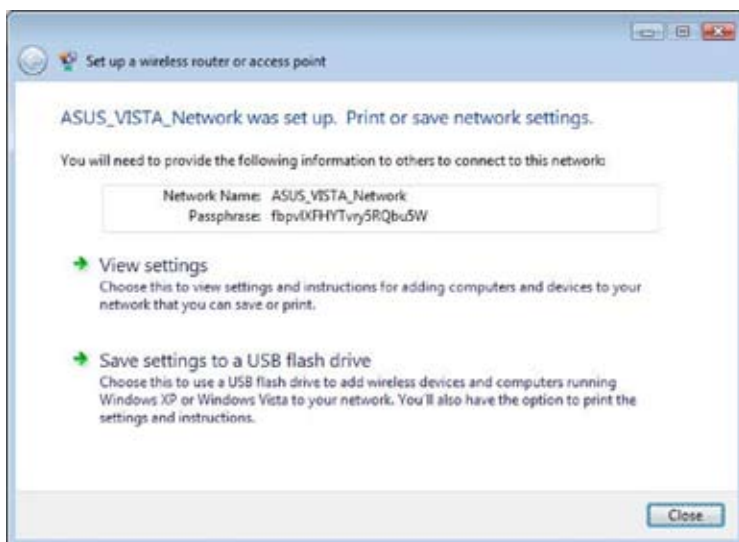 Set up a wireless router or access point
ASUS_VISTA_Network was set up. Print or save network settings.
You will need to provide the following information to others to connect to this network:
Network Name: ASUS_VISTA_Network
Passphrase:
View settings
Choose this to view settings and instructions for adding computers and devices to your
network that you can save or print.
Save settings to a USB flash drive
Choose this to use a USB flash drive to add wireless devices and computers running
Windows XP or Windows Vista to your network. You'll also have the option to print the
settings and instructions.
Close